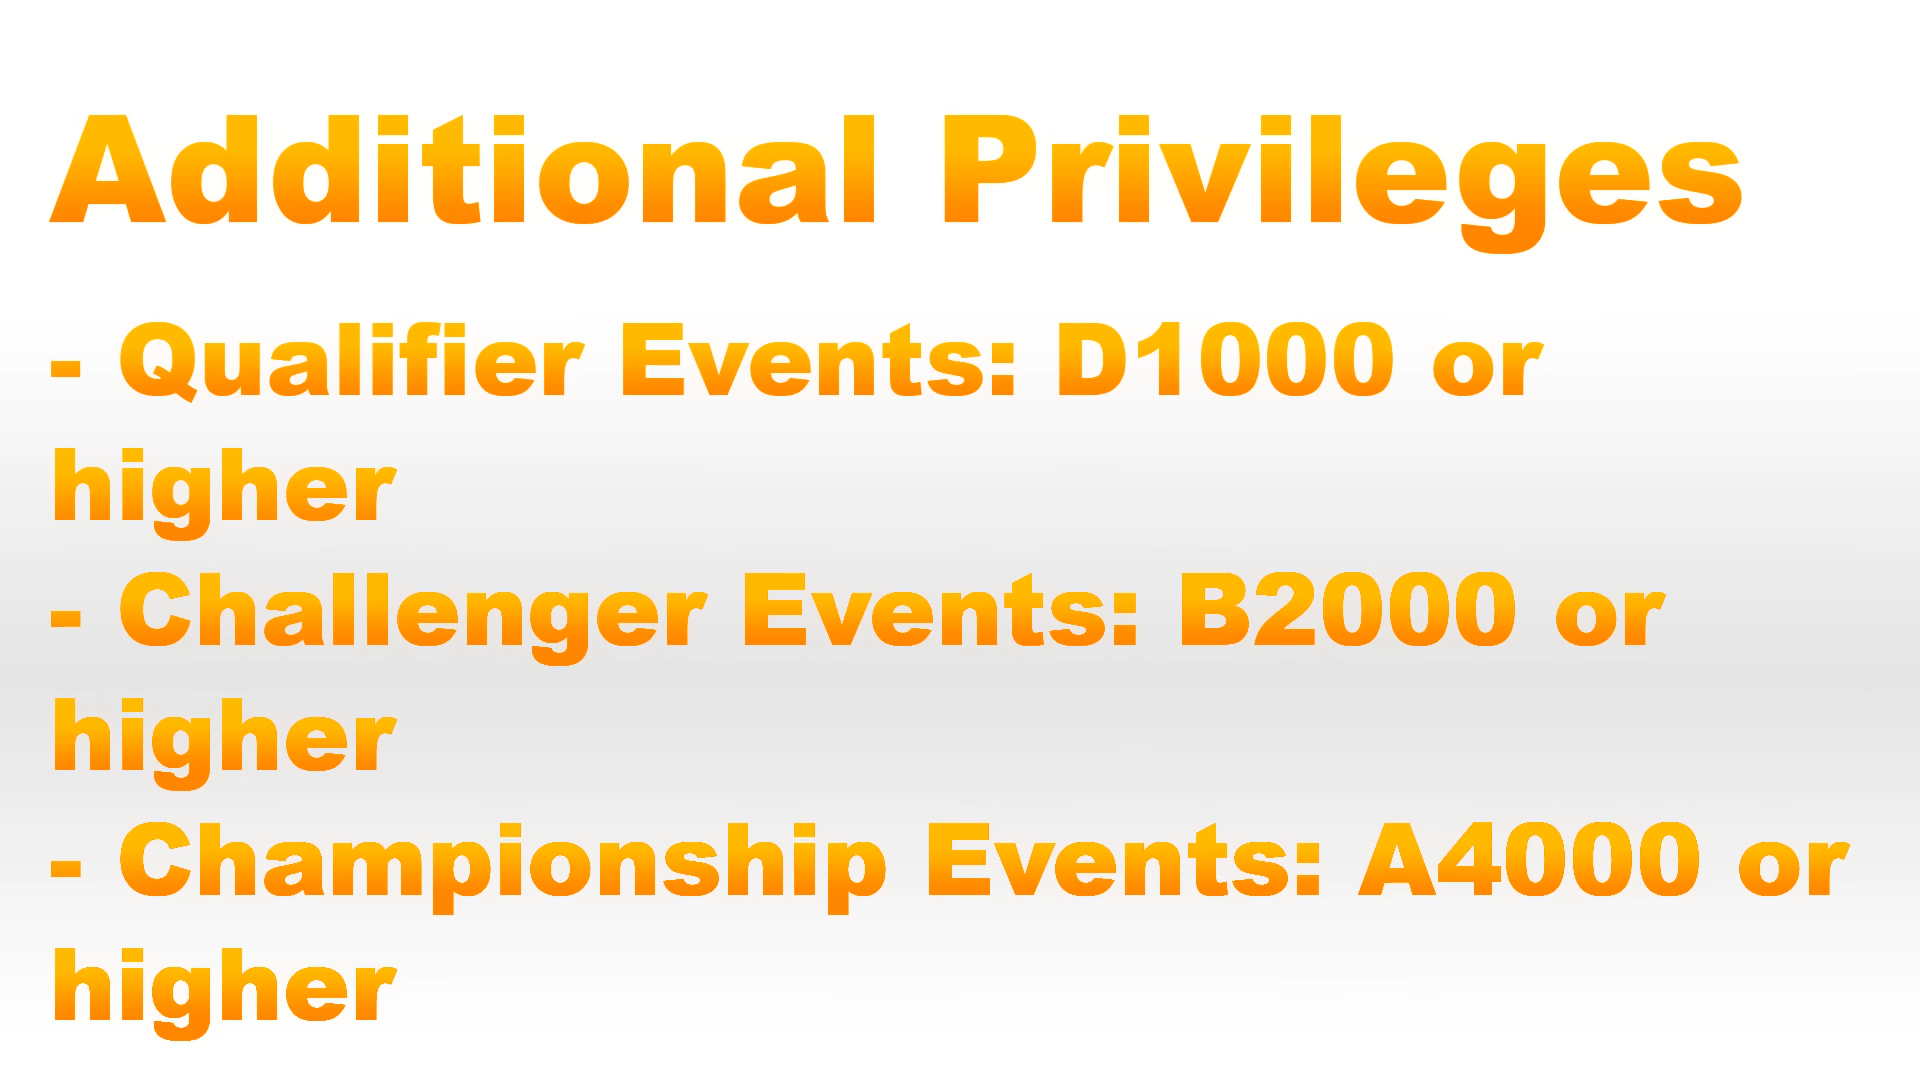 Additional Privileges
- Qualifier Events: D1000 or
higher
- Challenger Events: B2000 or
higher
- Championship Events: A4000 or
higher